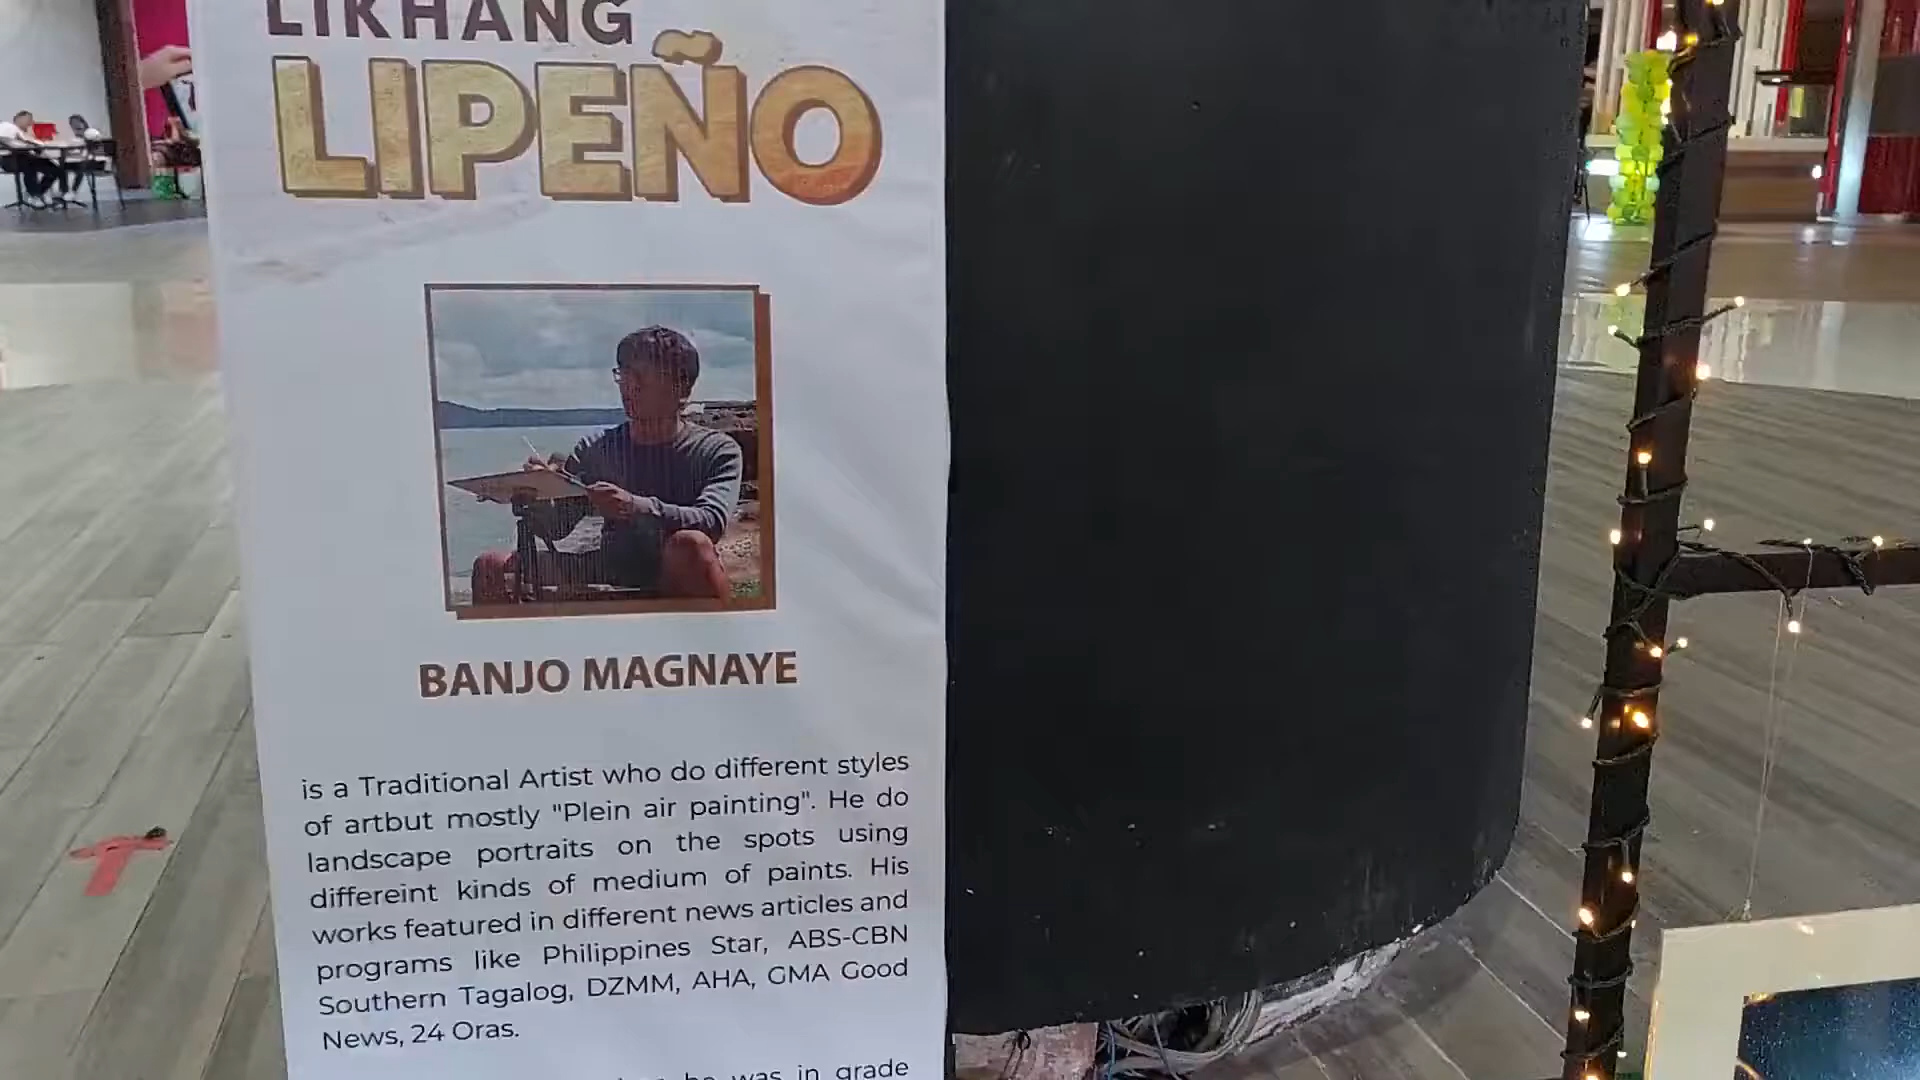 LIKHANG
LIPEÑO
BANJO MAGNAYE
is a Traditional Artist who do different styles
of artbut mostly "Plein air painting". He do
landscape portraits on the spots using
differeint kinds of medium of paints. His
works featured in different news articles and
programs like Philippines Star, ABS-CBN
Southern Tagalog, DZMM, AHA, GMA Good
News, 24 Oras.
he was in grade